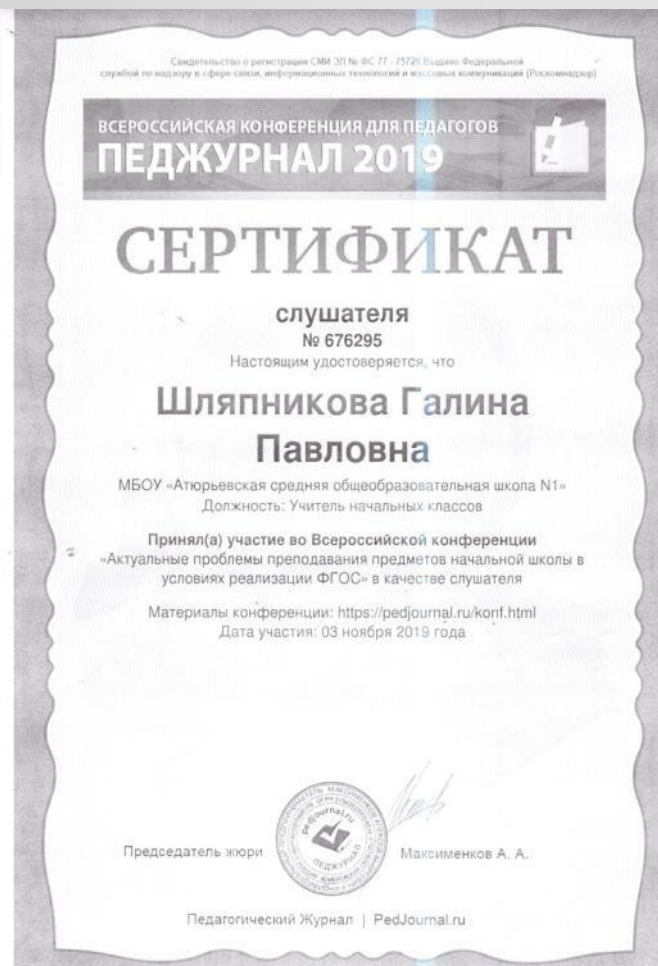 Свидетельство о регистрации СМИ ЭЛ № ФС 77 - 75729 Выдано Федеральной
службой по надзору в сфере связи, информационных технологий и массовых коммуникаций (Роскомнадзор)
ВСЕРОССИЙСКАЯ КОНФЕРЕНЦИЯ ДЛЯ ПЕДАГОГОВ
ПЕДЖУРНАЛ 2019
СЕРТИФИКАТ
слушателя
№ 676295
Настоящим удостоверяется, что
Шляпникова Галина
Павловна
МБОУ «Атюрьевская средняя общеобразовательная школа N1»
Должность: Учитель начальных классов
Принял(а) участие во Всероссийской конференции
«Актуальные проблемы преподавания предметов начальной школы в
условиях реализации ФГОС» в качестве слушателя
Материалы конференции: https://pedjournal.ru/konf.html
Дата участия: 03 ноября 2019 года
pedjournal.ru
ПЕДЖУРНАЛ
Председатель жюри
Максименков А. А.
Педагогический Журнал | PedJournal.ru